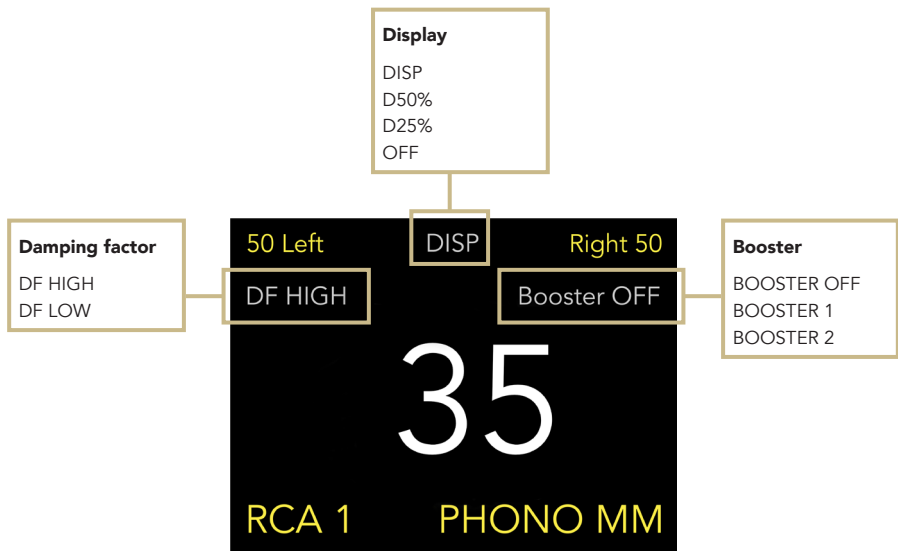 Display
DISP
D50%
D25%
OFF
Damping factor
DF HIGH
DF LOW
50 Left
DISP
Right 50
DF HIGH
Booster OFF
35
RCA 1
PHONO MM
Booster
BOOSTER OFF
BOOSTER 1
BOOSTER 2